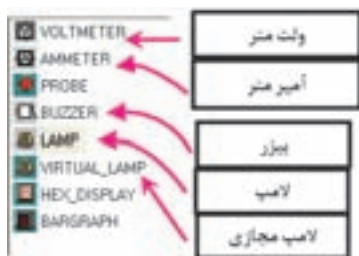 VOLTMETER
AMMETER
PROBE
BUZZER
LAMP
VIRTUAL_LAMP
HEX_DISPLAY
BARGRAPH
ولت متر
آمپر متر
بیزر
لامپ
لامپ مجازی